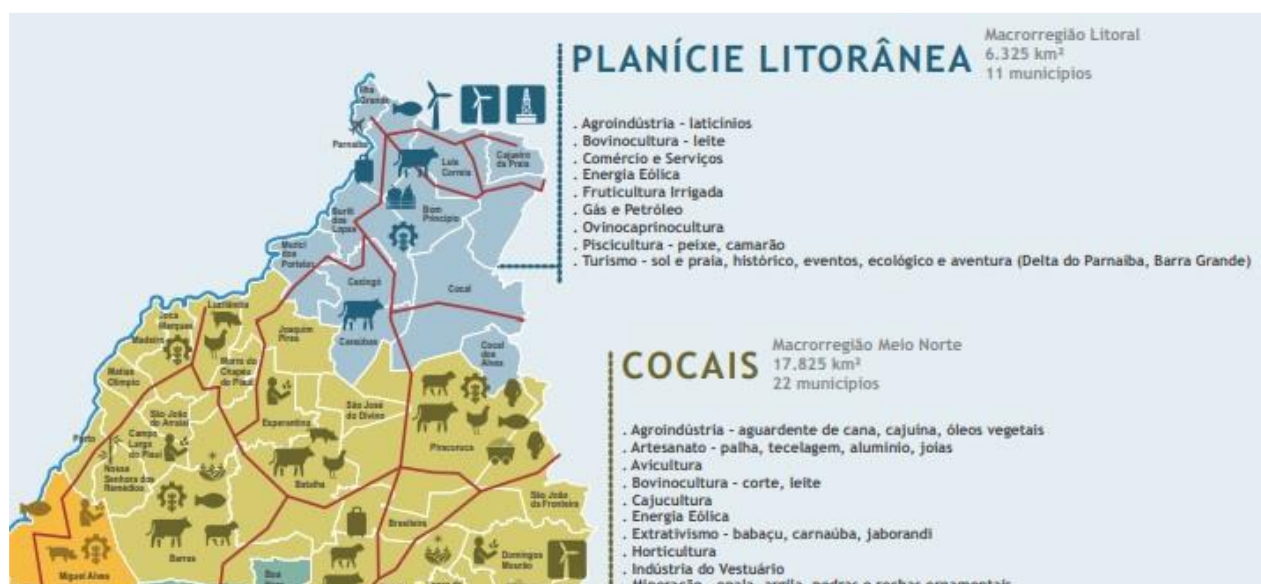 PLANÍCIE LITORÂNEA
Macrorregião Litoral
6.325 km²
11 municípios
. Agroindústria - laticínios
. Bovinocultura - leite
. Comércio e Serviços
. Energia Eólica
. Fruticultura Irrigada
. Gás e Petróleo
. Ovinocaprinocultura
. Piscicultura - peixe, camarão
. Turismo - sol e praia, histórico, eventos, ecológico e aventura (Delta do Parnaíba, Barra Grande)
COCAIS
Macrorregião Meio Norte
17.825 km²
22 municípios
. Agroindústria - aguardente de cana, cajuína, óleos vegetais
. Artesanato - palha, tecelagem, alumínio, joias
. Avicultura
. Bovinocultura - corte, leite
. Cajucultura
. Energia Eólica
. Extrativismo - babaçu, carnaúba, jaborandi
. Horticultura
. Indústria do Vestuário
. Mineração - opala, argila, pedras e rochas ornamentais
Ilha
Grande
Parnaíba
Luís
Correia
Cajueiro
da Praia
Buriti
dos
Lopes
Bom
Princípio
Murici
dos
Portelas
Caxingó
Cocal
Caraúbas
Cocal
dos
Alves
Luzilândia
Joca
Marques
Madeiro
Joaquim
Pires
Matias
Olímpio
Morro do
Chapéu
do Piauí
São João
do Arraial
São José
do Divino
Esperantina
Porto
Campo
Largo
do Piauí
Piracuruca
Nossa
Senhora dos
Remédios
Batalha
São João
da Fronteira
Brasileira
Barras
Domingos
Mourão
Miguel Alves
Boa